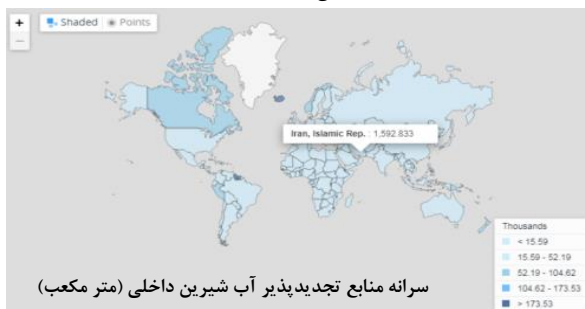 +
−
Shaded Points
Iran, Islamic Rep. : 1,592.833
Thousands
< 15.59
15.59 - 52.19
52.19 - 104.62
104.62 - 173.53
> 173.53
سرانه منابع تجدیدپذیر آب شیرین داخلی (متر مکعب)